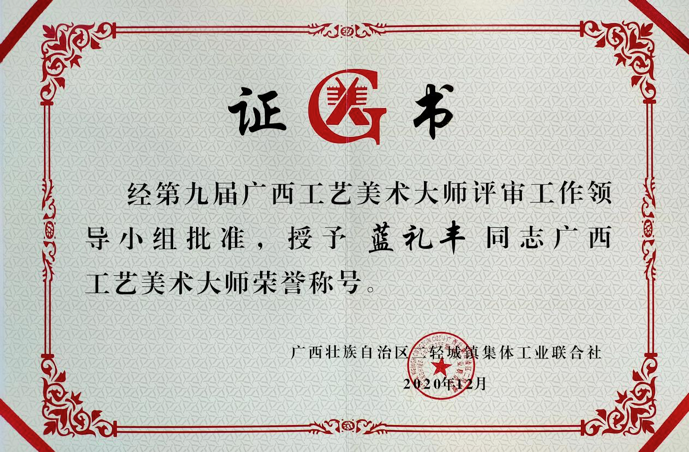 证书
经第九届广西工艺美术大师评审工作领
导小组批准，授予 蓝礼丰 同志广西
工艺美术大师荣誉称号。
广西壮族自治区二轻城镇集体工业联合社
2020年12月